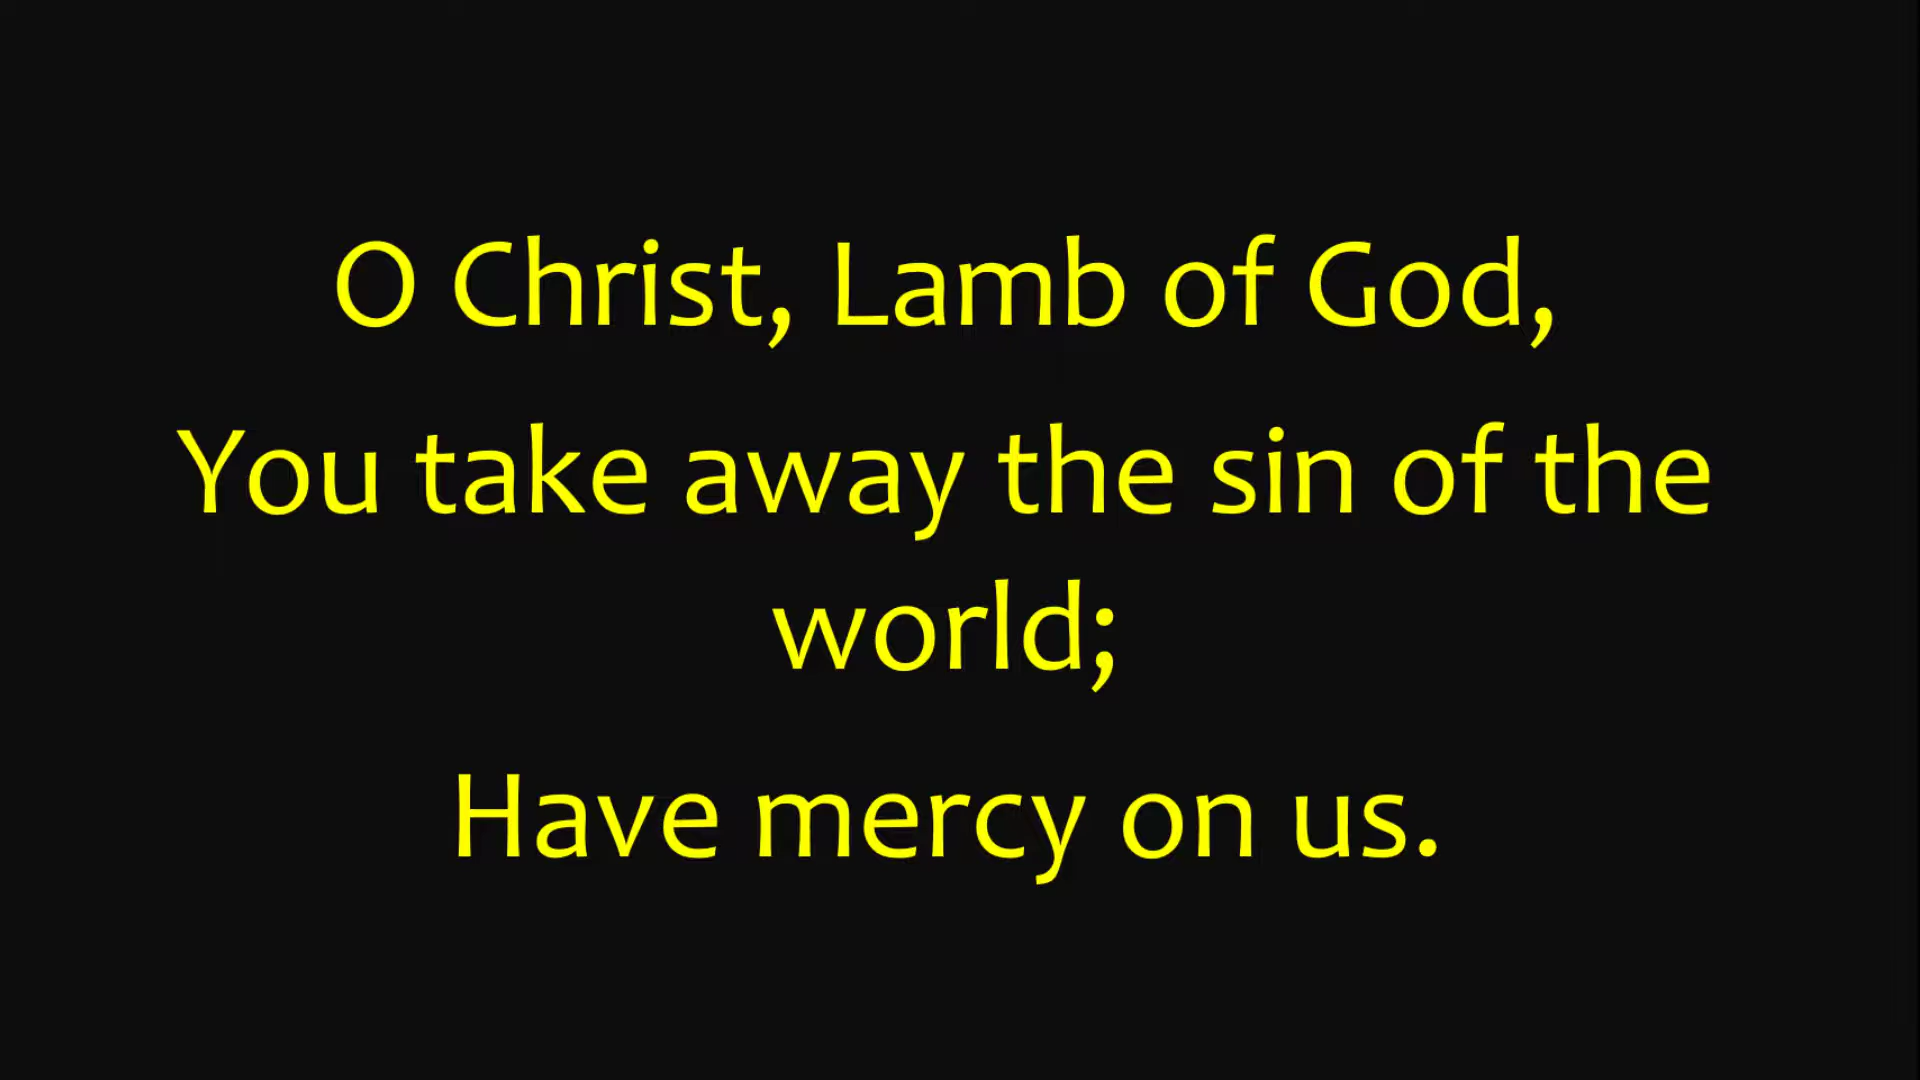 O Christ, Lamb of God,
You take away the sin of the
world;
Have mercy on us.